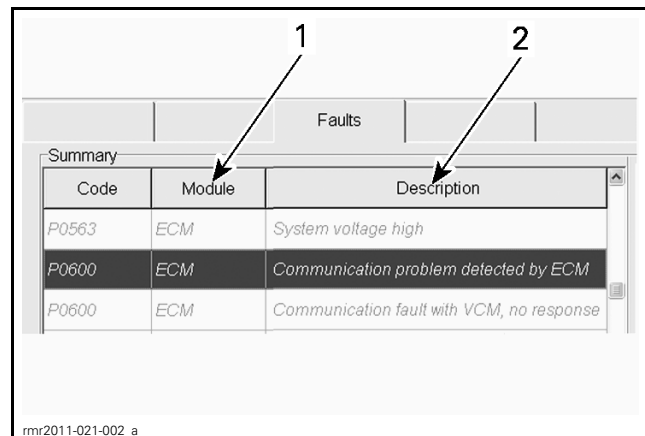 1 2
Faults
Summary
Code Module Description
P0563 ECM System voltage high
P0600 ECM Communication problem detected by ECM
P0600 ECM Communication fault with VCM, no response
rmr2011-021-002_a